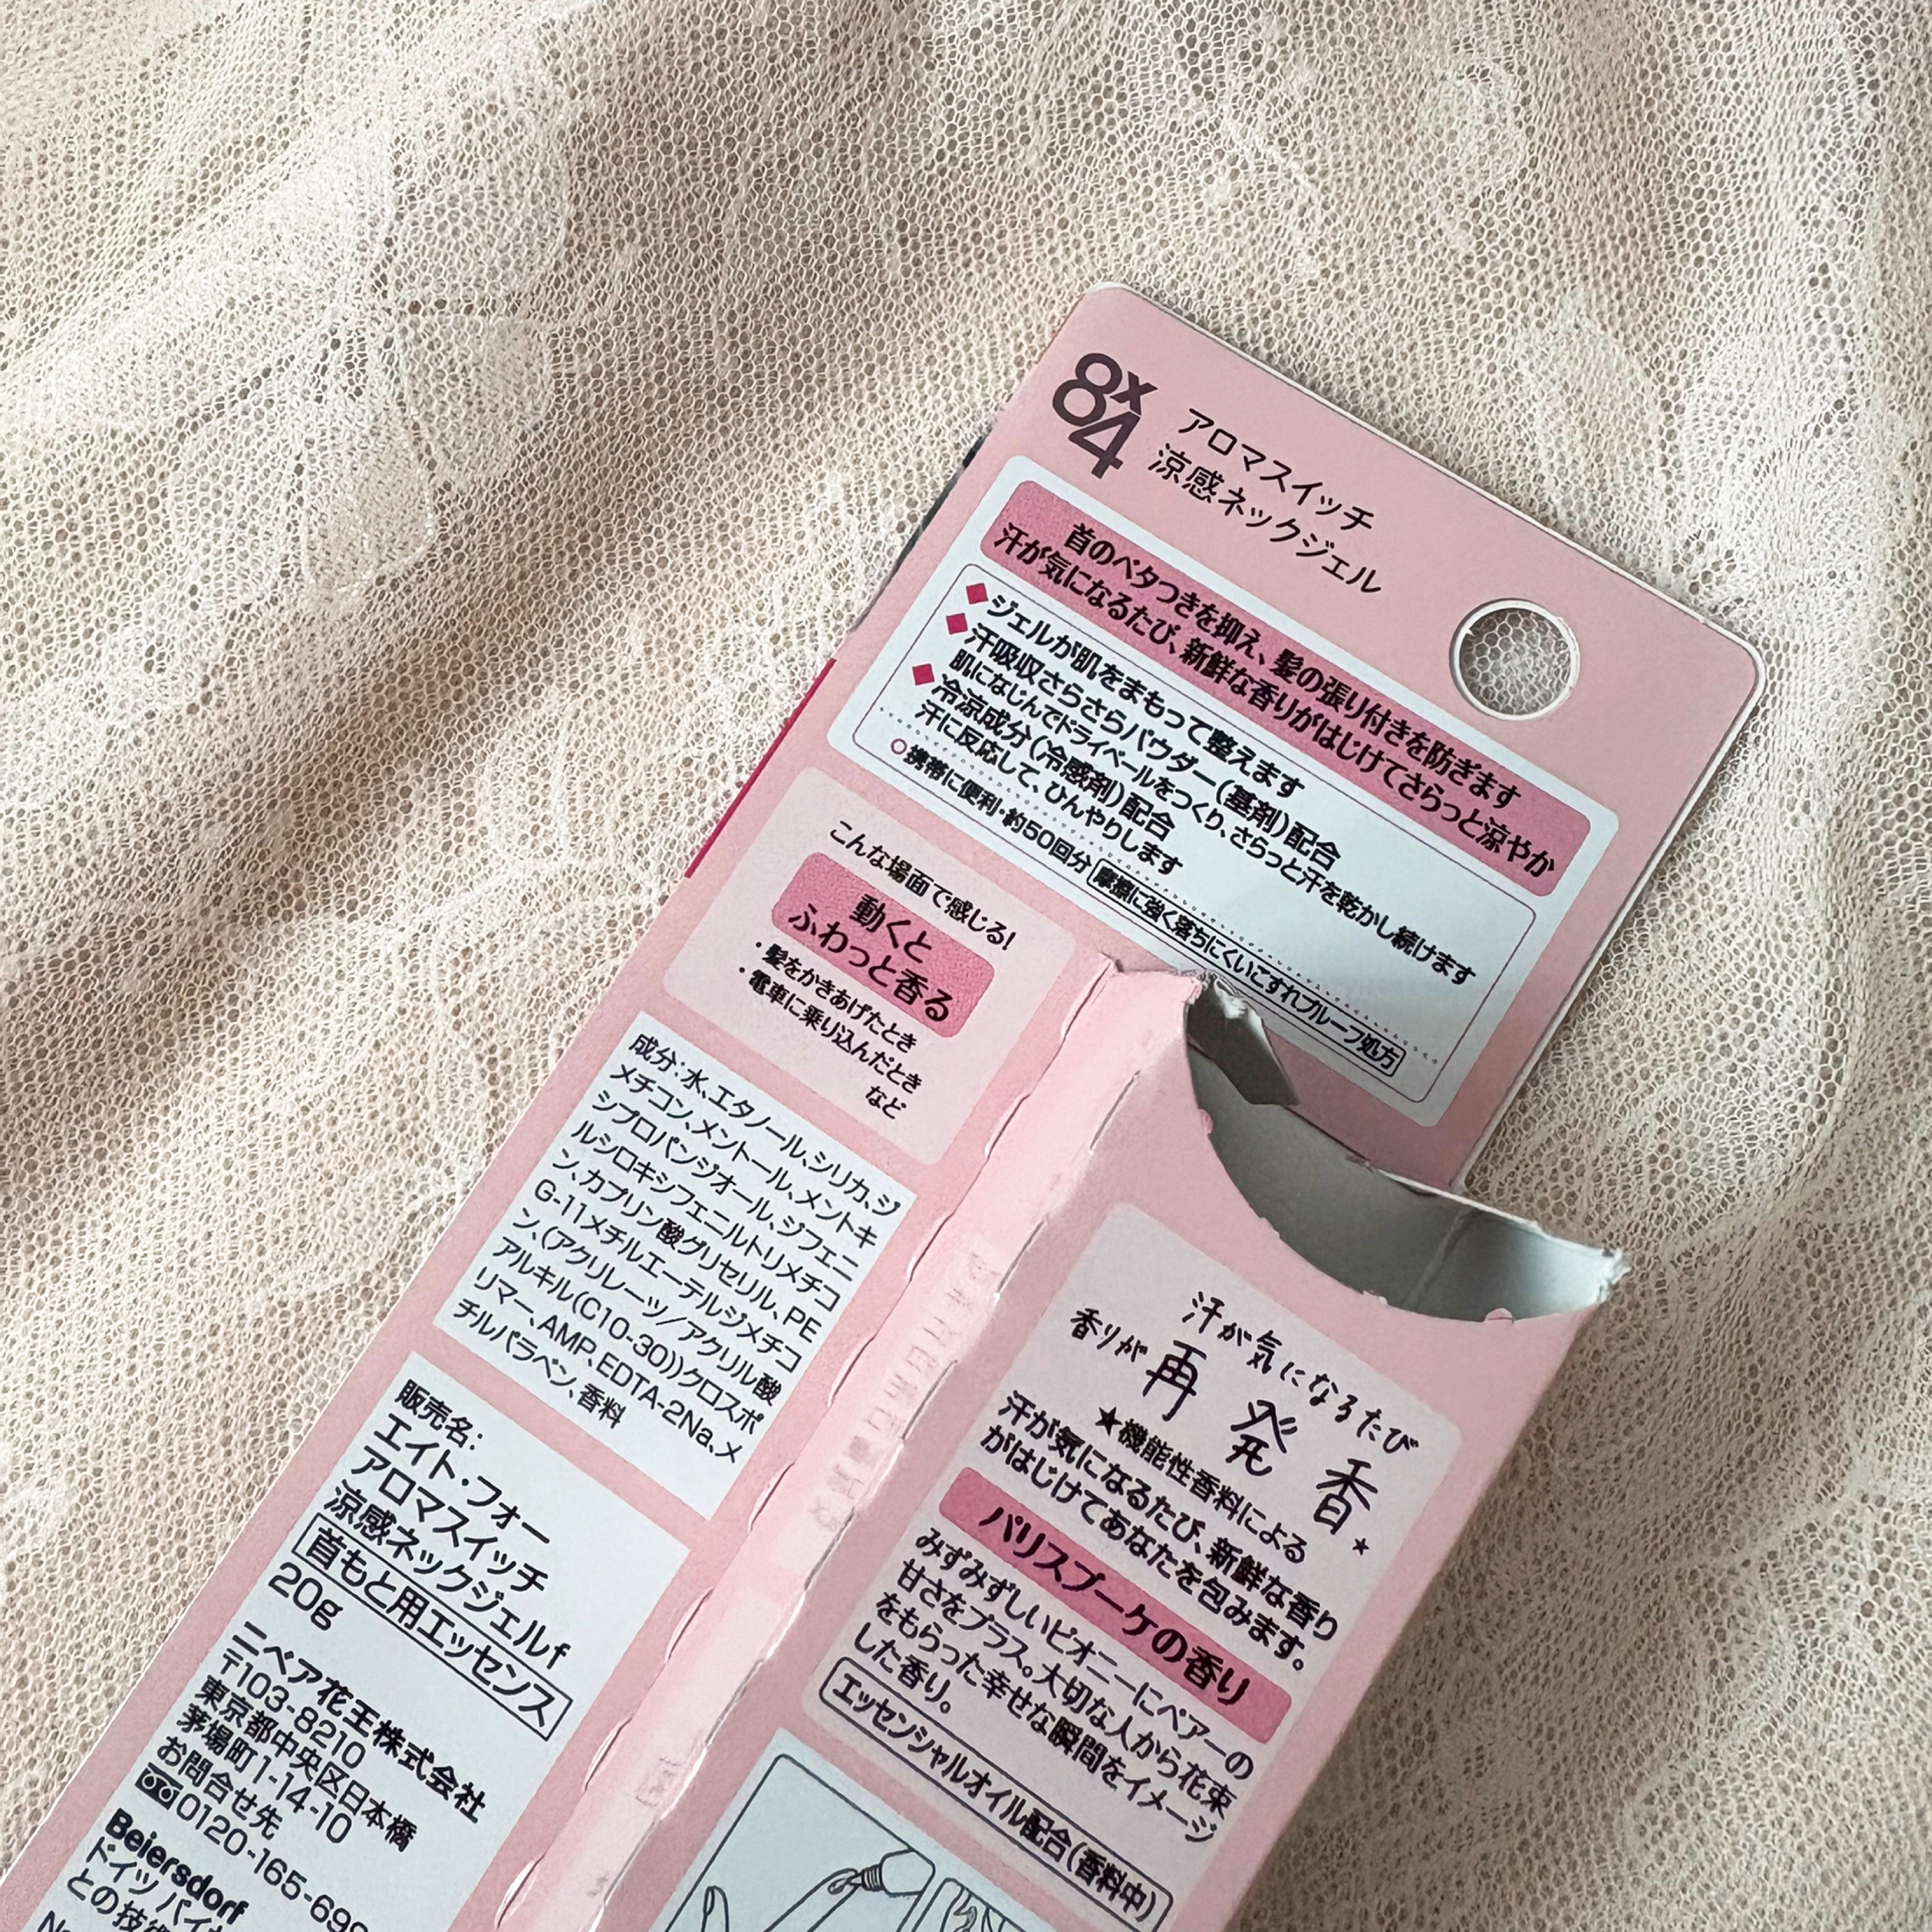 8x4
アロマスイッチ
涼感ネックジェル
首のベタつきを抑え、髪の張り付きを防ぎます
汗が気になるたび、新鮮な香りがはじけてさらっと涼やか
◆ジェルが肌をまもって整えます
◆汗吸収さらさらパウダー(基剤)配合
肌になじんでドライベールをつくり、さらっと汗を乾かし続けます
◆冷涼成分(冷感剤)配合
汗に反応して、ひんやりします
○携帯に便利・約50回分 摩擦に強く落ちにくいこすれプルーフ処方
こんな場面で感じる!
動くと
ふわっと香る
・髪をかきあげたとき
・電車に乗り込んだとき
など
成分:水、エタノール、シリカ、ジ
メチコン、メントール、メントキ
シプロパンジオール、ジフェニ
ルシロキシフェニルトリメチコ
ン、カプリン酸グリセリル、PE
G-11メチルエーテルジメチコ
ン、(アクリレーツ/アクリル酸
アルキル(C10-30))クロスポ
リマー、AMP、EDTA-2Na、メ
チルパラベン、香料
販売名:
エイト・フォー
アロマスイッチ
涼感ネックジェルf
首もと用エッセンス
20g
ニベア花王株式会社
〒103-8210
東京都中央区日本橋
茅場町1-14-10
お問合せ先
0120-165-69
Beiersdorf
ドイツ バイ
との技
汗が気になるたび
香りが再発香
★機能性香料による★
汗が気になるたび、新鮮な香り
がはじけてあなたを包みます。
パリスブーケの香り
みずみずしいピオニーにペアーの
甘さをプラス。大切な人から花束
をもらった幸せな瞬間をイメージ
した香り。
エッセンシャルオイル配合(香料中)